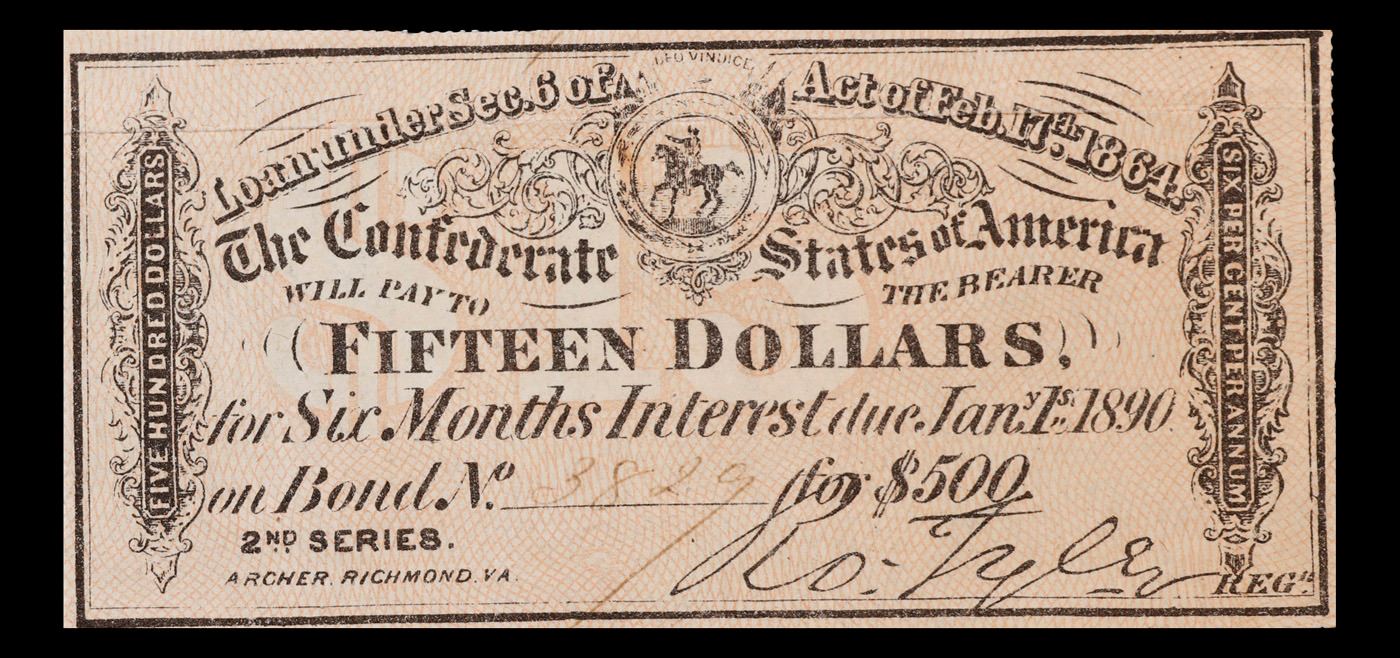 DEO VINDICE
Loan under Sec. 6 of Act of Feb. 17th. 1864.
The Confederate States of America
WILL PAY TO THE BEARER
FIFTEEN DOLLARS,
for Six Months Interest due Jany. 1st. 1890
on Bond No. 3829 for $500
2ND SERIES.
Ro. Tyler
ARCHER, RICHMOND. VA.
REGR.
FIVE HUNDRED DOLLARS
SIX PER CENT PER ANNUM
$15